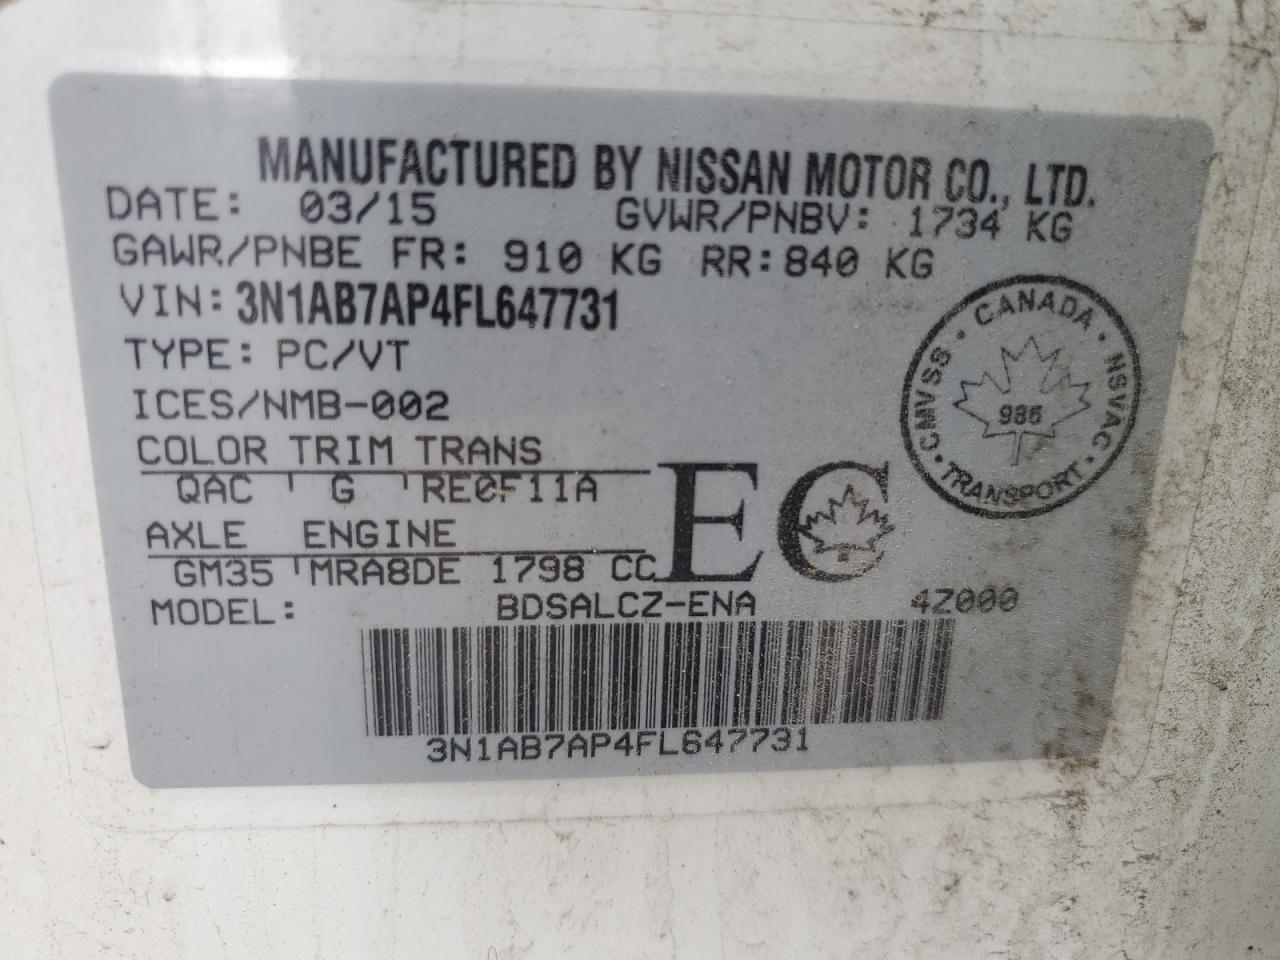 MANUFACTURED BY NISSAN MOTOR CO., LTD.
DATE: 03/15 GVWR/PNBV: 1734 KG
GAWR/PNBE FR: 910 KG RR:840 KG
VIN: 3N1AB7AP4FL647731
TYPE: PC/VT
ICES/NMB-002
COLOR TRIM TRANS
QAC G RE0F11A
AXLE ENGINE
GM35 MRA8DE 1798 CC
EC
CANADA · NSVAC · TRANSPORT · CMVSS ·
986
MODEL: BDSALCZ-ENA 4Z000
3N1AB7AP4FL647731